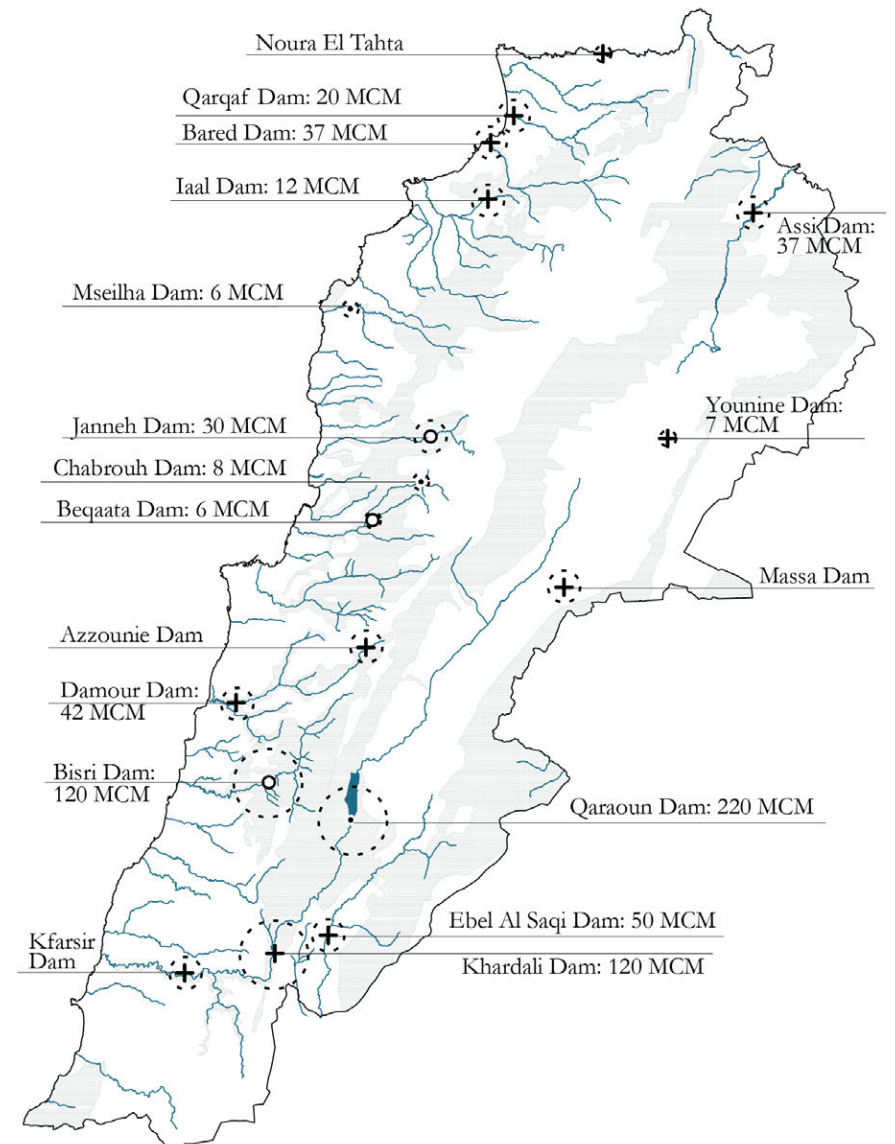 Noura El Tahta
Qarqaf Dam: 20 MCM
Bared Dam: 37 MCM
Iaal Dam: 12 MCM
Assi Dam:
37 MCM
Mseilha Dam: 6 MCM
Janneh Dam: 30 MCM
Younine Dam:
7 MCM
Chabrouh Dam: 8 MCM
Beqaata Dam: 6 MCM
Massa Dam
Azzounie Dam
Damour Dam:
42 MCM
Bisri Dam:
120 MCM
Qaraoun Dam: 220 MCM
Ebel Al Saqi Dam: 50 MCM
Kfarsir
Dam
Khardali Dam: 120 MCM